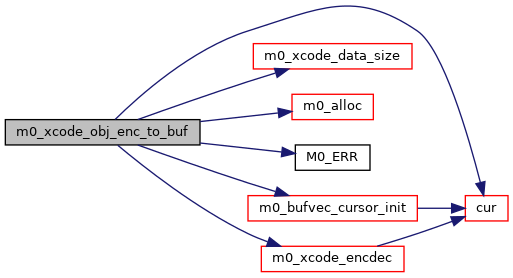 m0_xcode_data_size
m0_alloc
m0_xcode_obj_enc_to_buf
M0_ERR
m0_bufvec_cursor_init
cur
m0_xcode_encdec